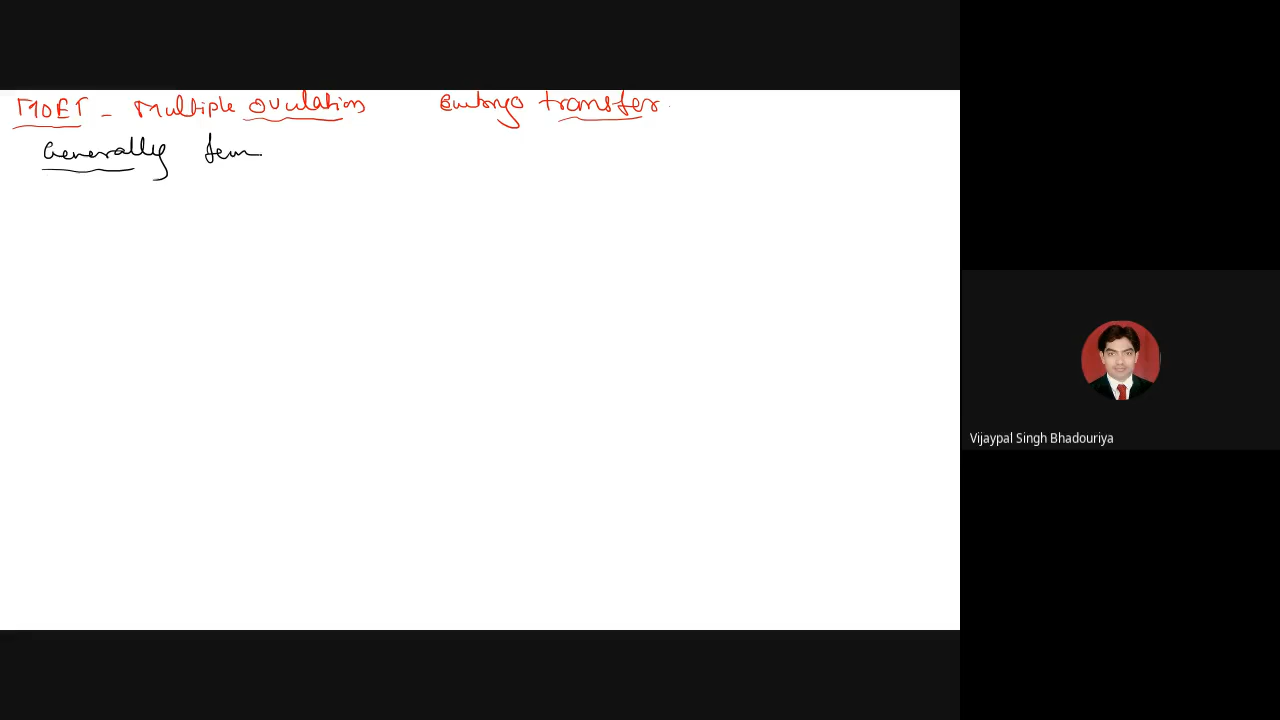 MOET - Multiple Ovulation Embryo transfer.
Generally fem
Vijaypal Singh Bhadouriya